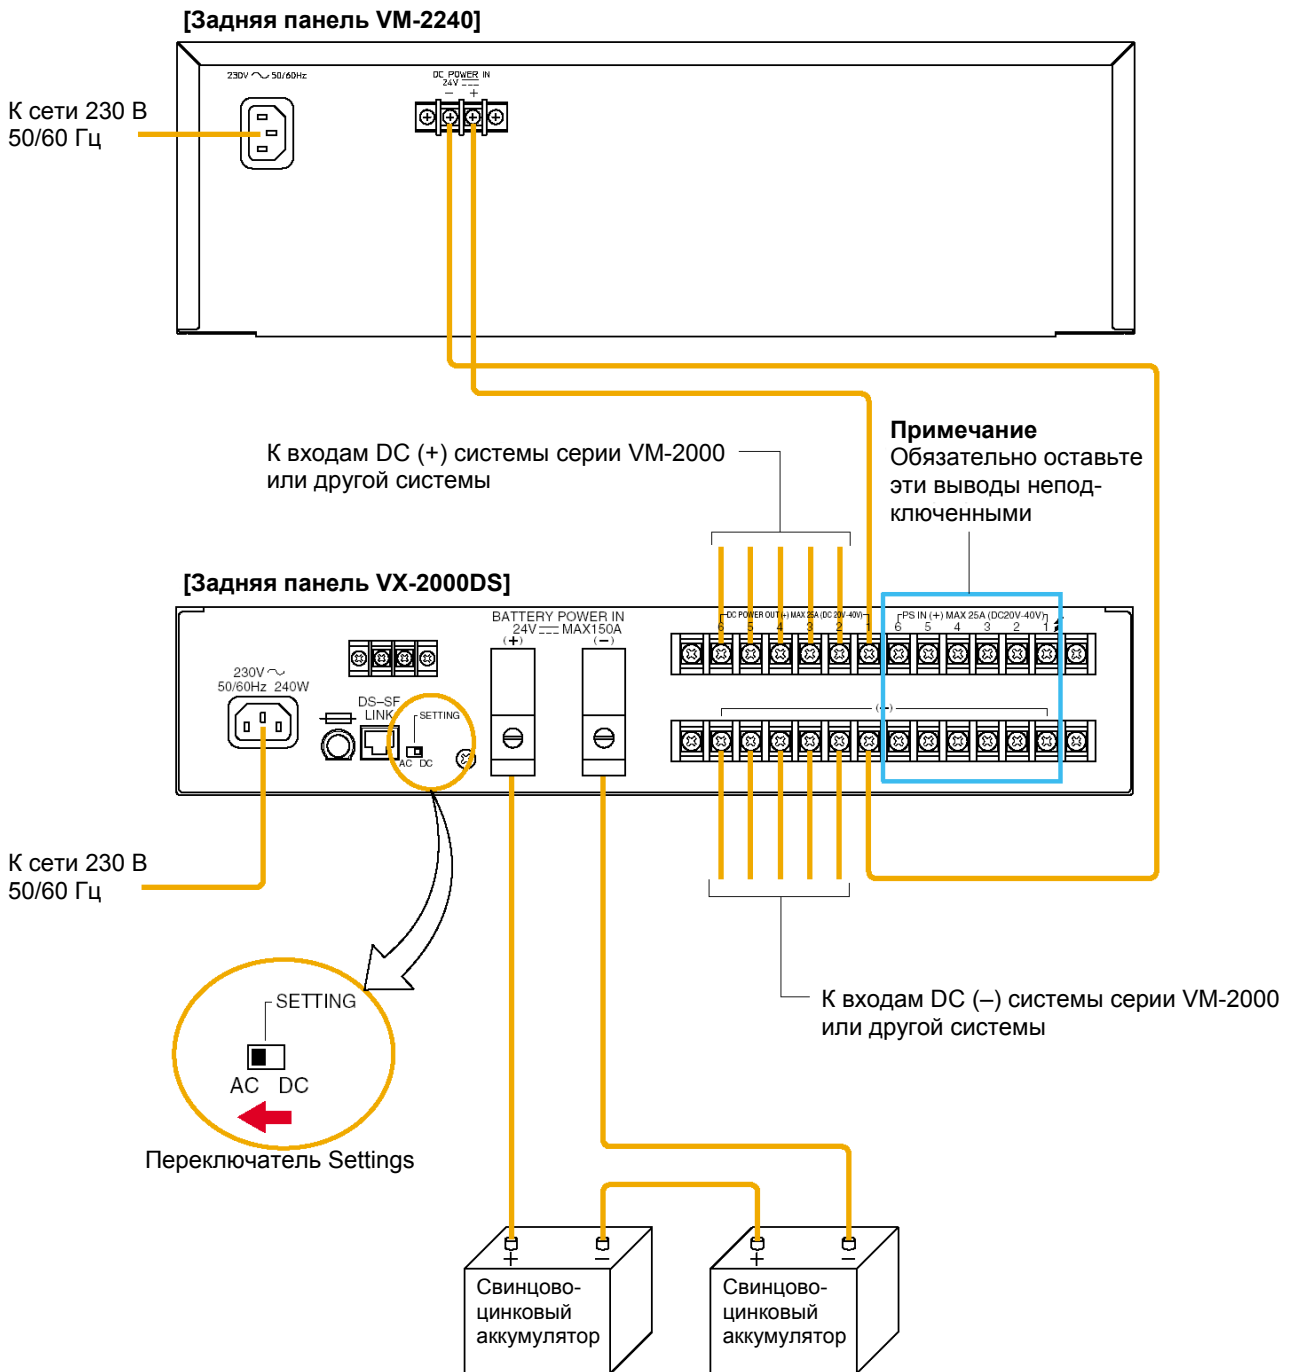 [Задняя панель VM-2240]
230V 50/60Hz
DC POWER IN
24V
− +
К сети 230 В
50/60 Гц
К входам DC (+) системы серии VM-2000
или другой системы
Примечание
Обязательно оставьте
эти выводы непод-
ключенными
[Задняя панель VX-2000DS]
BATTERY POWER IN
24V MAX150A
(+) (−)
DC POWER OUT (+) MAX 25A (DC 20V-40V)
6 5 4 3 2 1
PS IN (+) MAX 25A (DC20V-40V)
6 5 4 3 2 1
230V
50/60Hz 240W
DS-SF
LINK
SETTING
AC DC
(−)
К сети 230 В
50/60 Гц
SETTING
AC DC
Переключатель Settings
К входам DC (–) системы серии VM-2000
или другой системы
+ −
Свинцово-
цинковый
аккумулятор
+ −
Свинцово-
цинковый
аккумулятор